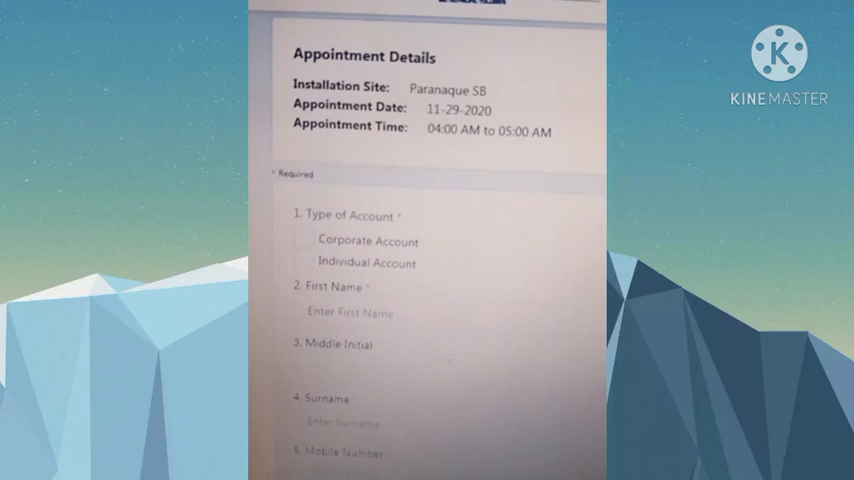 Appointment Details
Installation Site: Paranaque SB
Appointment Date: 11-29-2020
Appointment Time: 04:00 AM to 05:00 AM
* Required
1. Type of Account *
Corporate Account
Individual Account
2. First Name *
Enter First Name
3. Middle Initial
4. Surname *
Enter Surname
5. Mobile Number
KINEMASTER